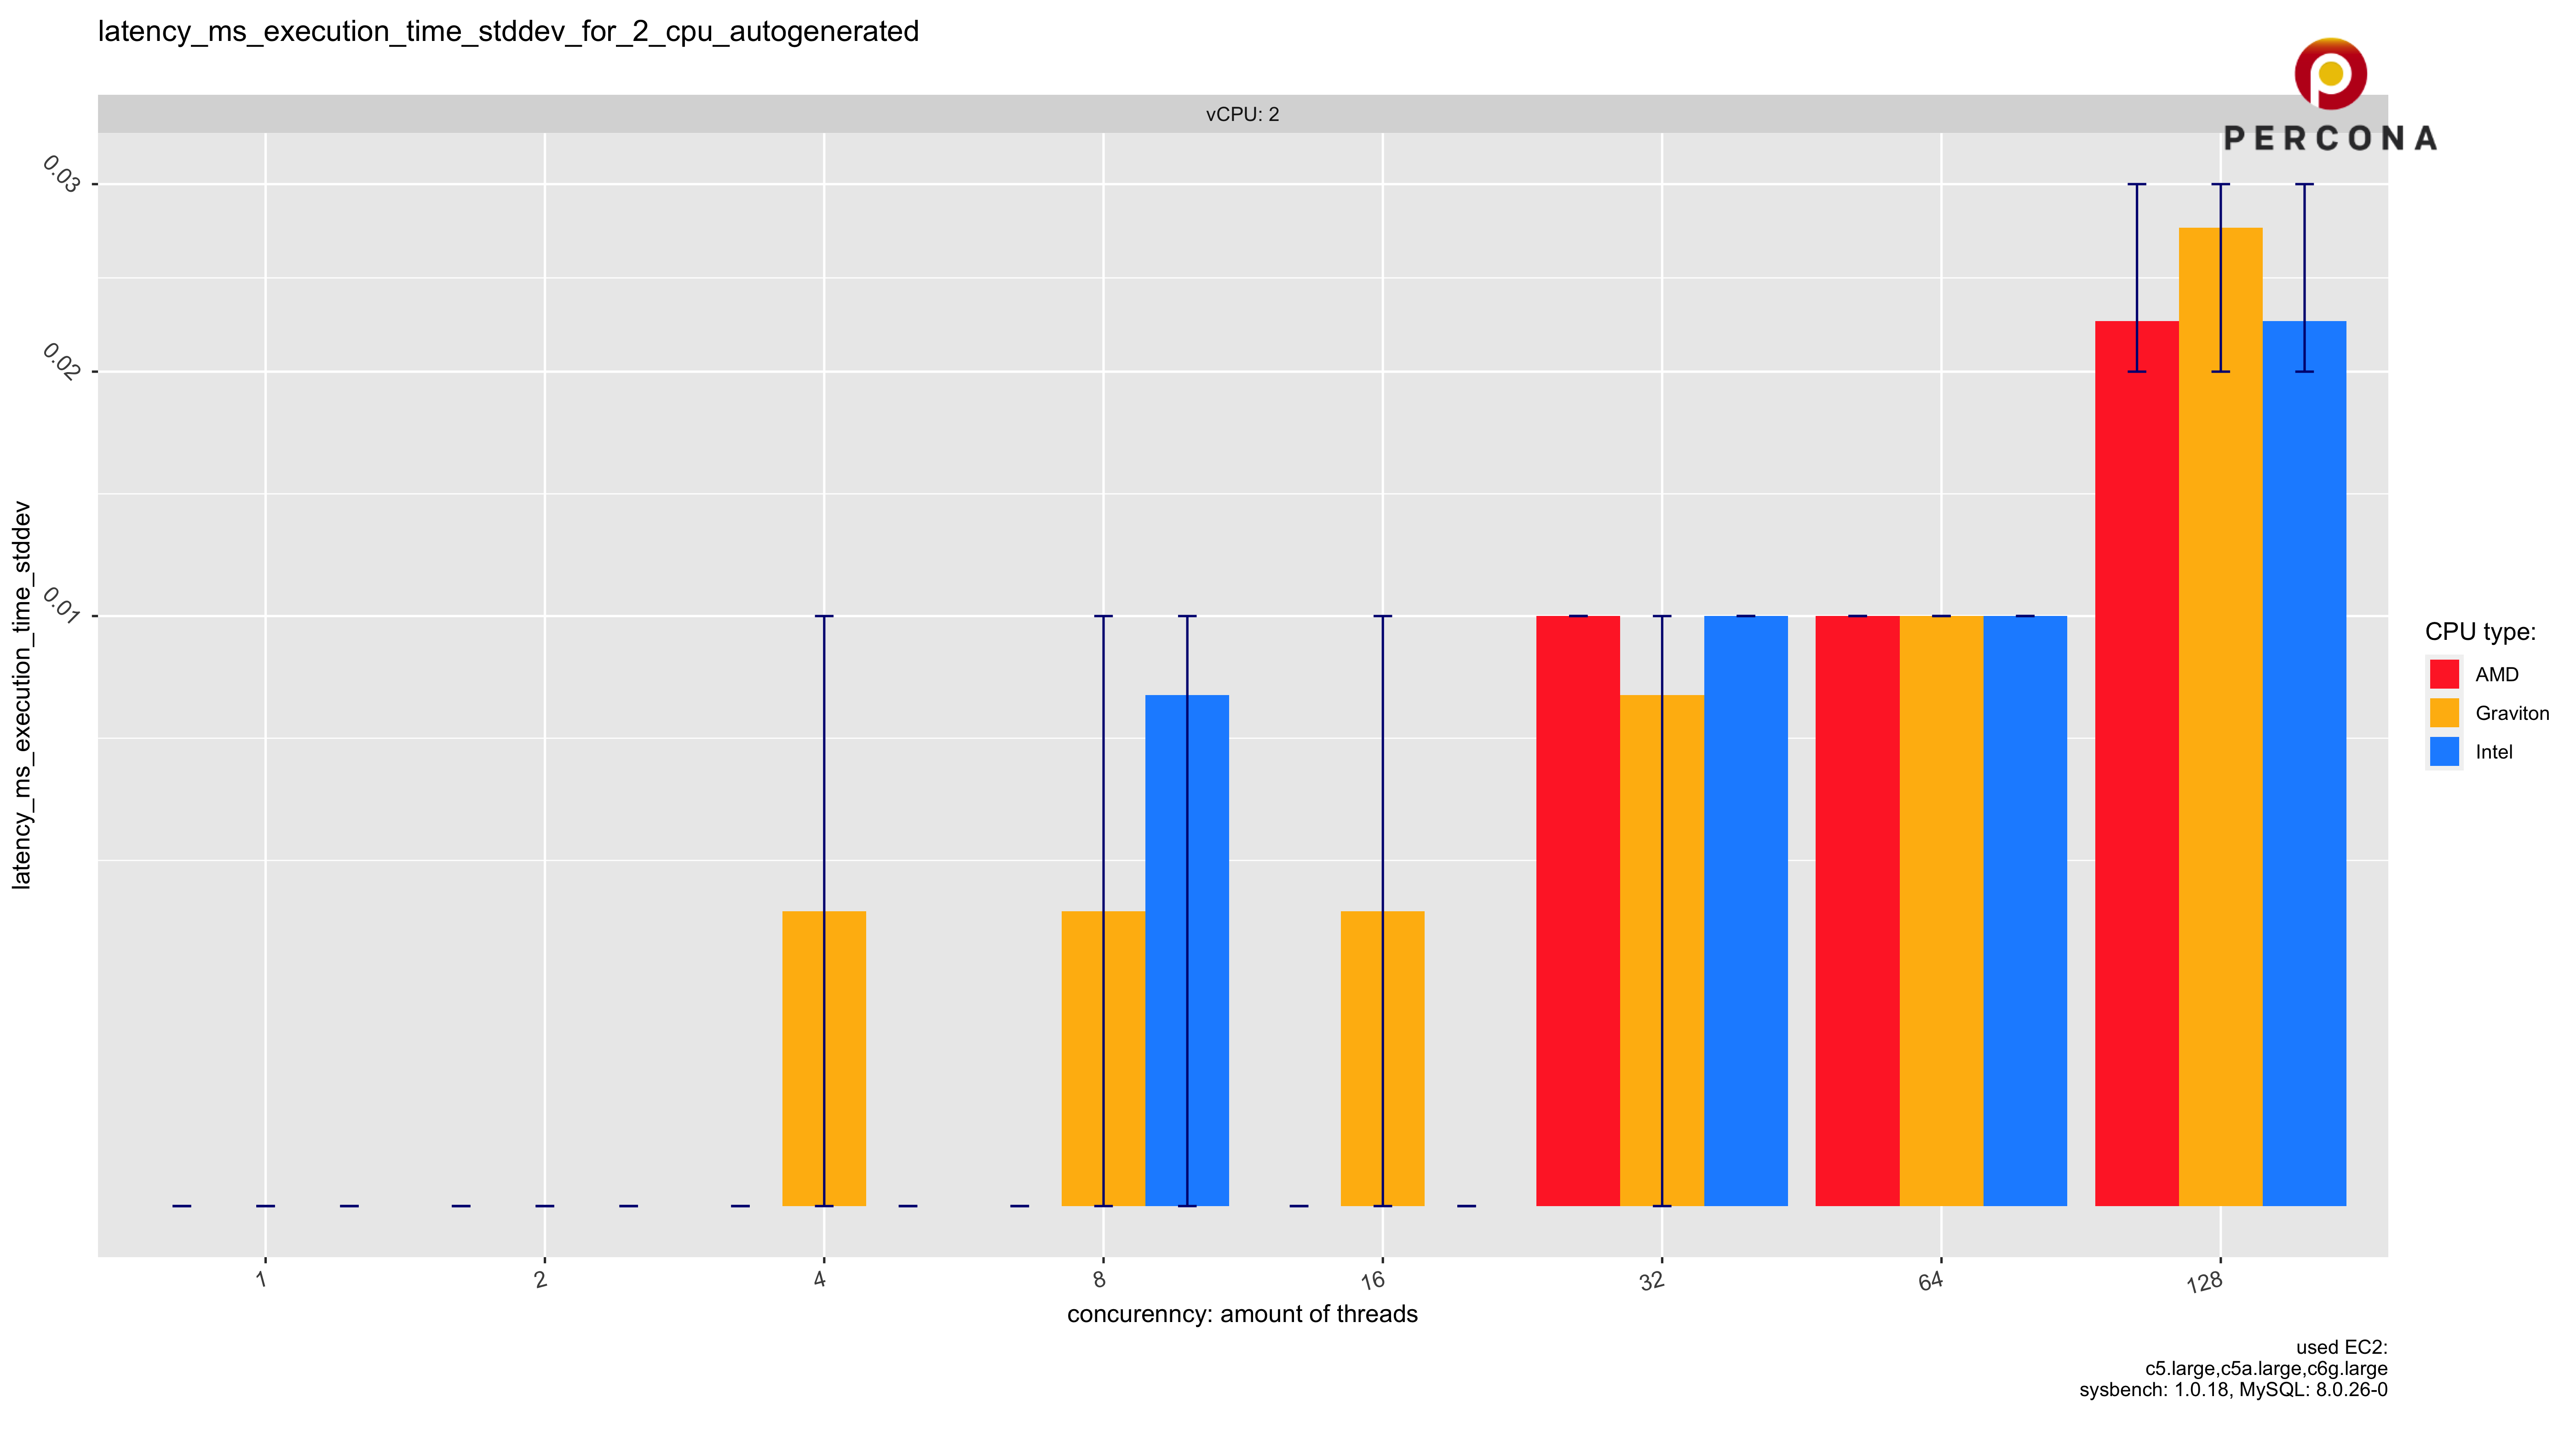 latency_ms_execution_time_stddev_for_2_cpu_autogenerated
PERCONA
vCPU: 2
0.03
0.02
0.01
latency_ms_execution_time_stddev
CPU type:
AMD
Graviton
Intel
1
2
4
8
16
32
64
128
concurenncy: amount of threads
used EC2:
c5.large,c5a.large,c6g.large
sysbench: 1.0.18, MySQL: 8.0.26-0